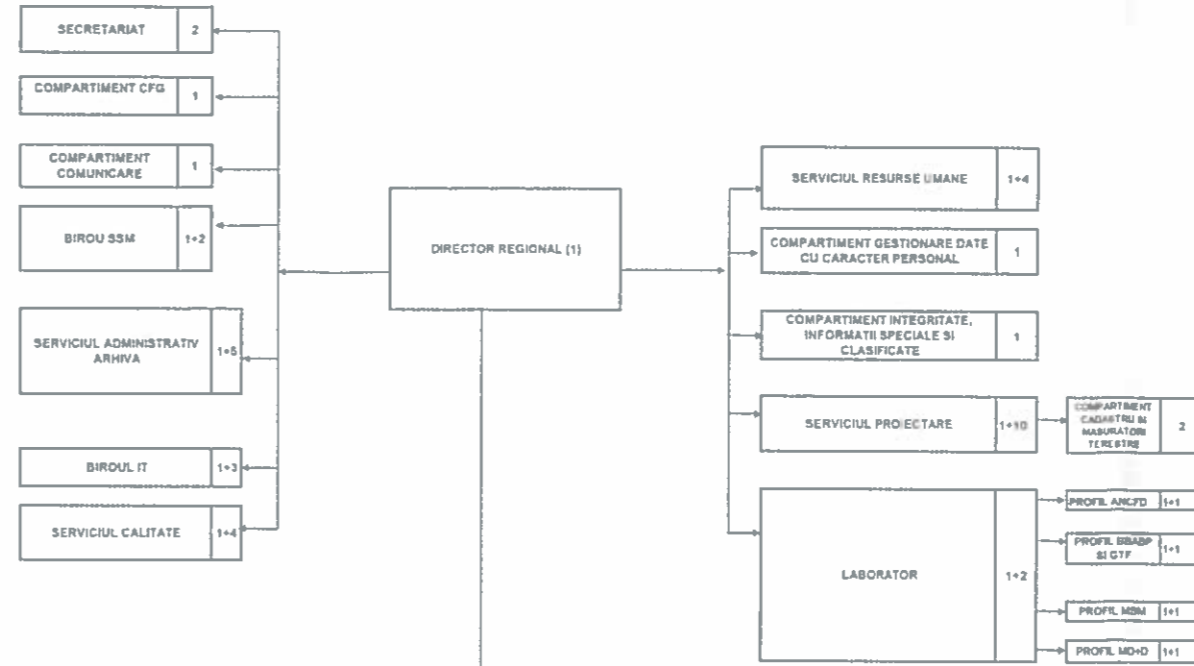 SECRETARIAT 2
COMPARTIMENT CFG 1
COMPARTIMENT
COMUNICARE 1
BIROU SSM 1+2
SERVICIUL ADMINISTRATIV
ARHIVA 1+5
BIROUL IT 1+3
SERVICIUL CALITATE 1+4
DIRECTOR REGIONAL (1)
SERVICIUL RESURSE UMANE 1+4
COMPARTIMENT GESTIONARE DATE
CU CARACTER PERSONAL 1
COMPARTIMENT INTEGRITATE,
INFORMATII SPECIALE SI
CLASIFICATE 1
SERVICIUL PROIECTARE 1+10
COMPARTIMENT
CADASTRU SI
MASURATORI
TERESTRE 2
LABORATOR 1+2
PROFIL ANCFD 1+1
PROFIL BBABP
SI GTF 1+1
PROFIL MSM 1+1
PROFIL MD+D 1+1